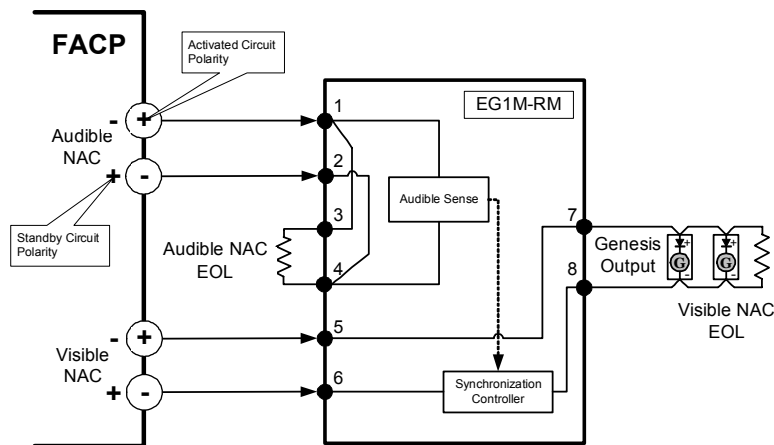 FACP
Activated Circuit
Polarity
EG1M-RM
- + 1
Audible
NAC
+ - 2
Standby Circuit
Polarity
Audible Sense
3
Audible NAC
EOL
4
7
Genesis
Output
8
+ G -
+ G -
Visible NAC
EOL
- + 5
Visible
NAC
+ - 6
Synchronization
Controller